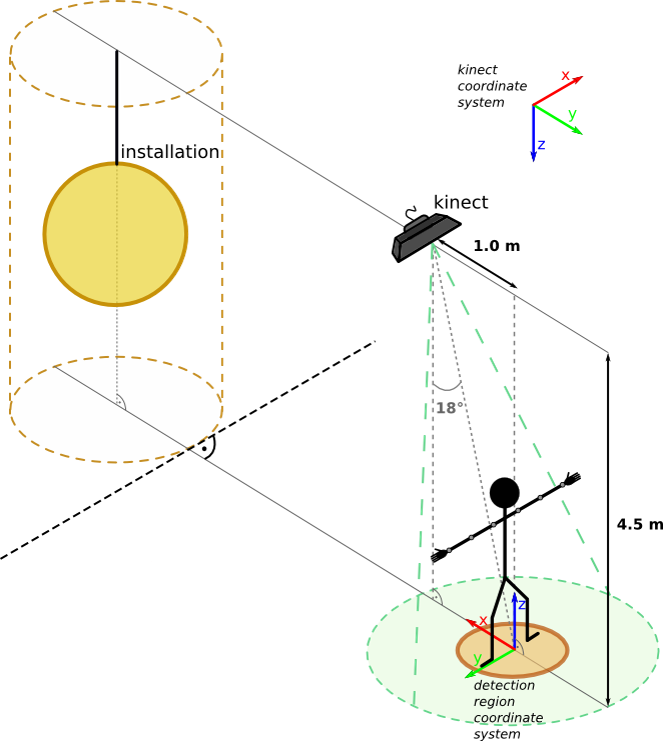 kinect
coordinate
system
x
y
z
installation
kinect
1.0 m
18°
4.5 m
z
x
y
detection
region
coordinate
system